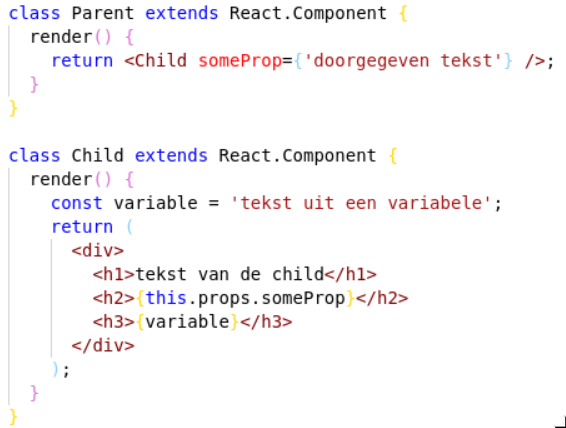 class Parent extends React.Component {
  render() {
    return <Child someProp={'doorgegeven tekst'} />;
  }
}

class Child extends React.Component {
  render() {
    const variable = 'tekst uit een variabele';
    return (
      <div>
        <h1>tekst van de child</h1>
        <h2>{this.props.someProp}</h2>
        <h3>{variable}</h3>
      </div>
    );
  }
}